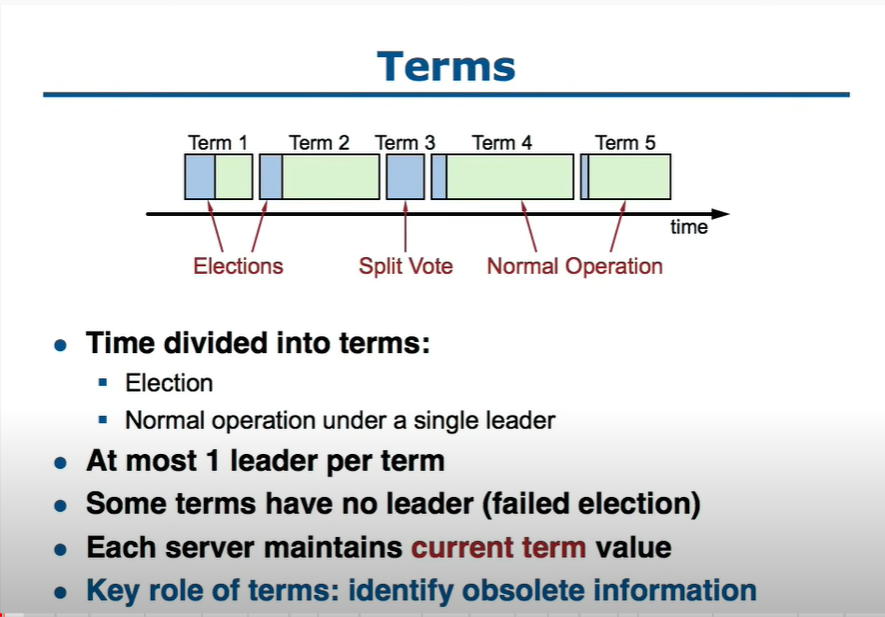 Terms
Term 1 Term 2 Term 3 Term 4 Term 5
time
Elections Split Vote Normal Operation
Time divided into terms:
Election
Normal operation under a single leader
At most 1 leader per term
Some terms have no leader (failed election)
Each server maintains current term value
Key role of terms: identify obsolete information